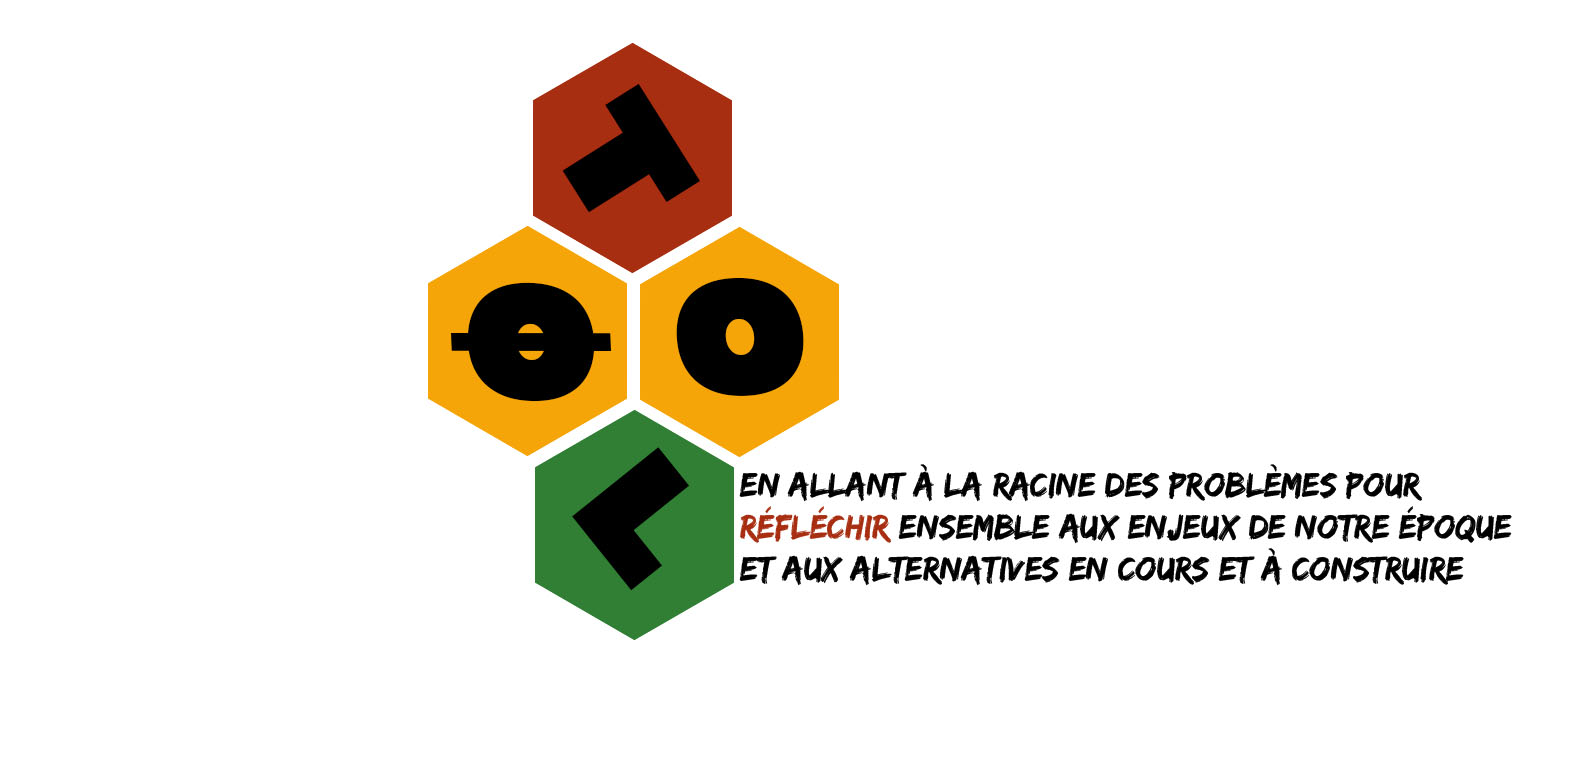 T
O O
L
EN ALLANT À LA RACINE DES PROBLÈMES POUR
RÉFLÉCHIR ENSEMBLE AUX ENJEUX DE NOTRE ÉPOQUE
ET AUX ALTERNATIVES EN COURS ET À CONSTRUIRE